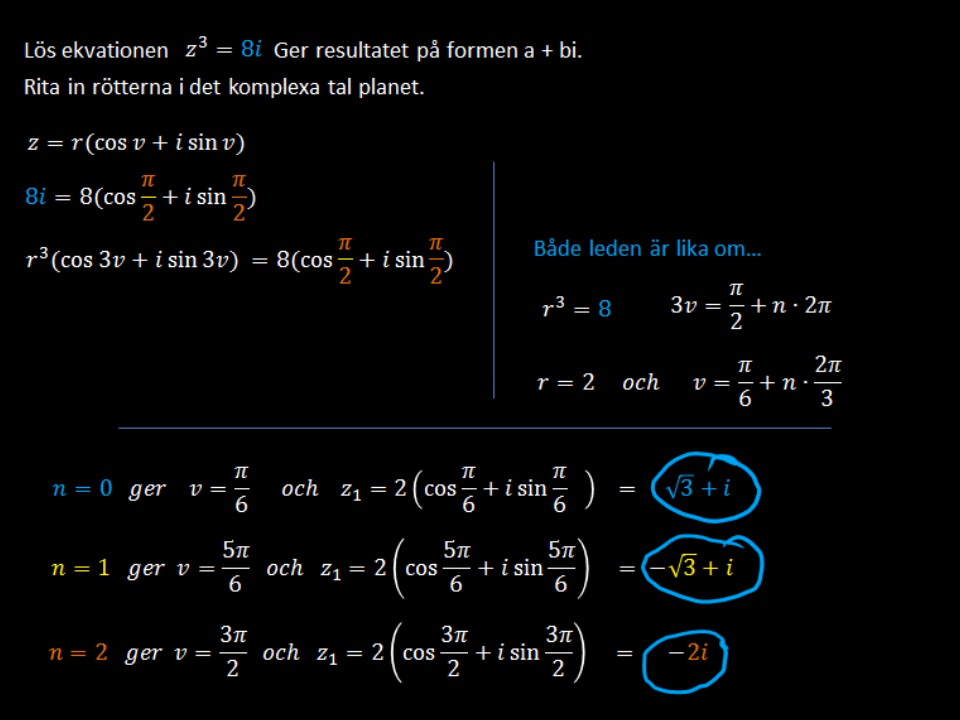 Lös ekvationen z³ = 8i Ger resultatet på formen a + bi.
Rita in rötterna i det komplexa tal planet.
z = r(cos v + i sin v)
8i = 8(cos π/2 + i sin π/2)
r³(cos 3v + i sin 3v) = 8(cos π/2 + i sin π/2)
Både leden är lika om...
r³ = 8 3v = π/2 + n · 2π
r = 2 och v = π/6 + n · 2π/3
n = 0 ger v = π/6 och z₁ = 2(cos π/6 + i sin π/6 ) = √3 + i
n = 1 ger v = 5π/6 och z₁ = 2(cos 5π/6 + i sin 5π/6) = −√3 + i
n = 2 ger v = 3π/2 och z₁ = 2(cos 3π/2 + i sin 3π/2) = −2i